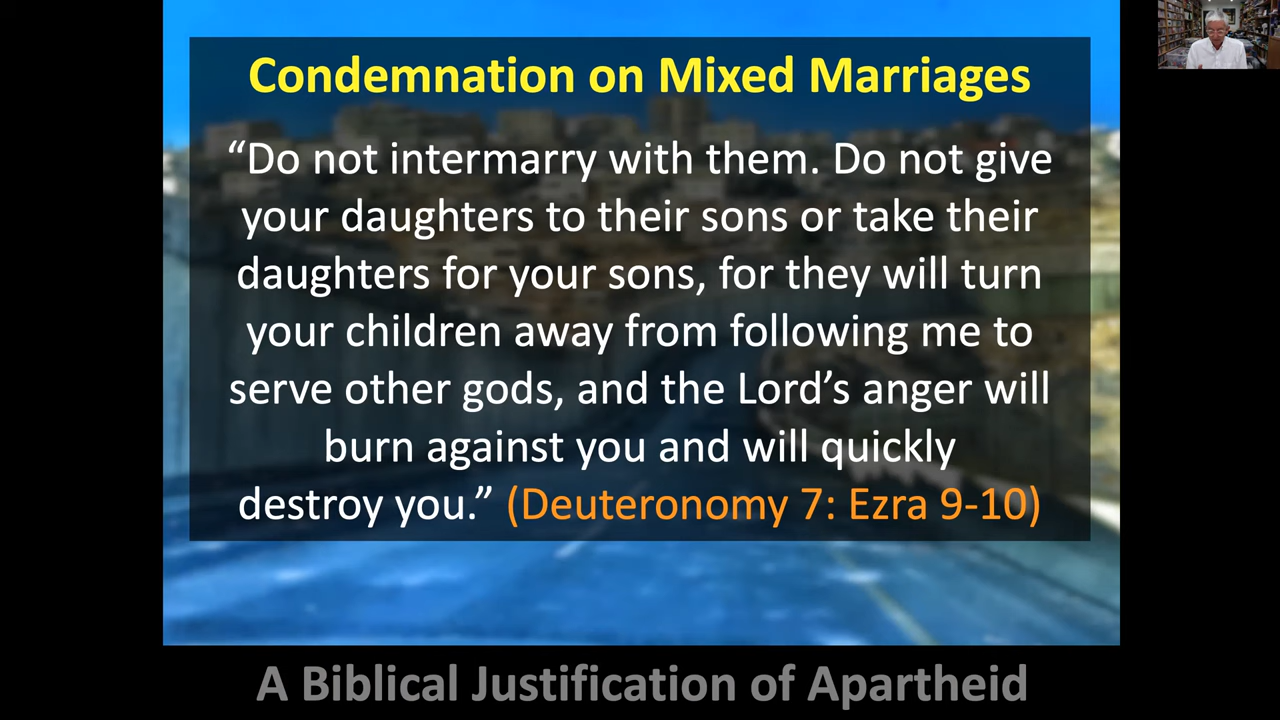 Condemnation on Mixed Marriages
“Do not intermarry with them. Do not give
your daughters to their sons or take their
daughters for your sons, for they will turn
your children away from following me to
serve other gods, and the Lord’s anger will
burn against you and will quickly
destroy you.” (Deuteronomy 7: Ezra 9-10)
A Biblical Justification of Apartheid